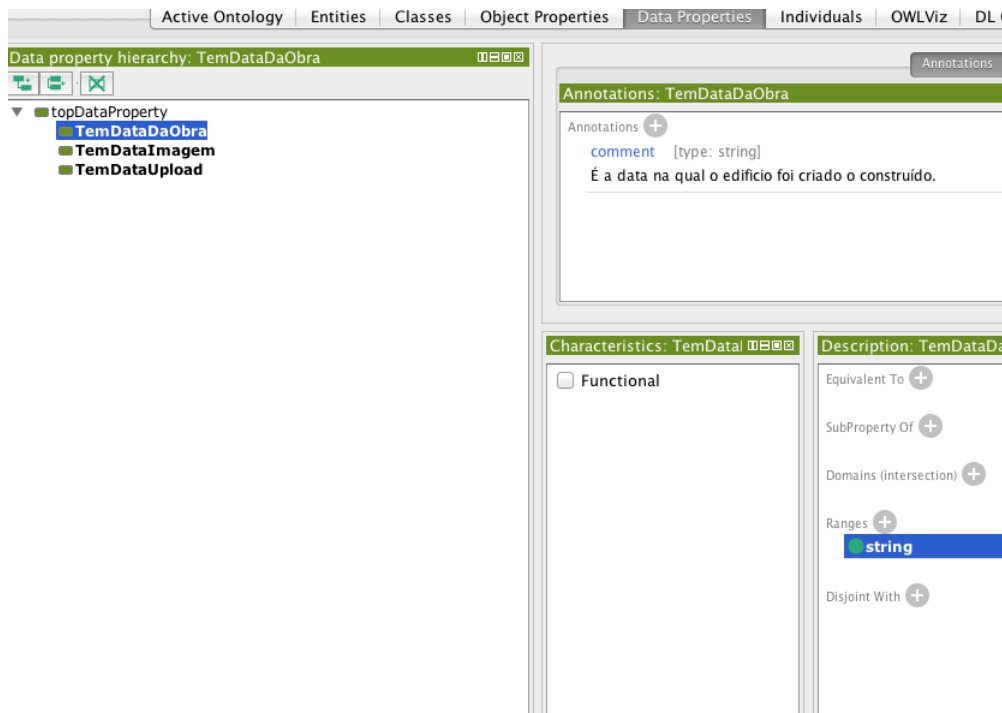 Active Ontology Entities Classes Object Properties Data Properties Individuals OWLViz DL
Data property hierarchy: TemDataDaObra
topDataProperty
TemDataDaObra
TemDataImagem
TemDataUpload
Annotations
Annotations: TemDataDaObra
Annotations
comment [type: string]
É a data na qual o edificio foi criado o construído.
Characteristics: TemDataI
Functional
Description: TemDataDa
Equivalent To
SubProperty Of
Domains (intersection)
Ranges
string
Disjoint With